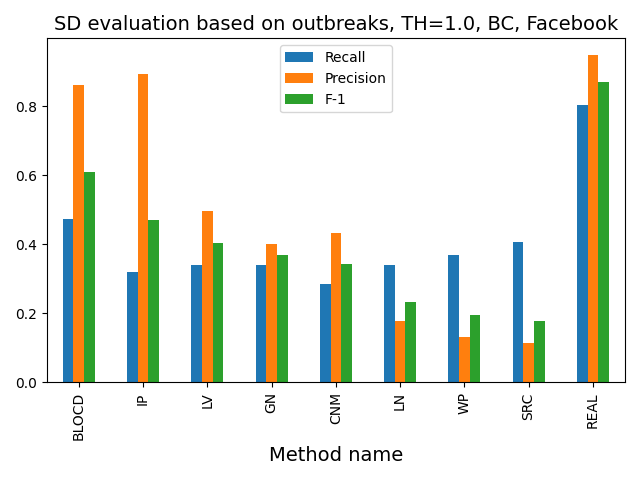 SD evaluation based on outbreaks, TH=1.0, BC, Facebook
Recall
Precision
F-1
0.8
0.6
0.4
0.2
0.0
BLOCD
IP
LV
GN
CNM
LN
WP
SRC
REAL
Method name